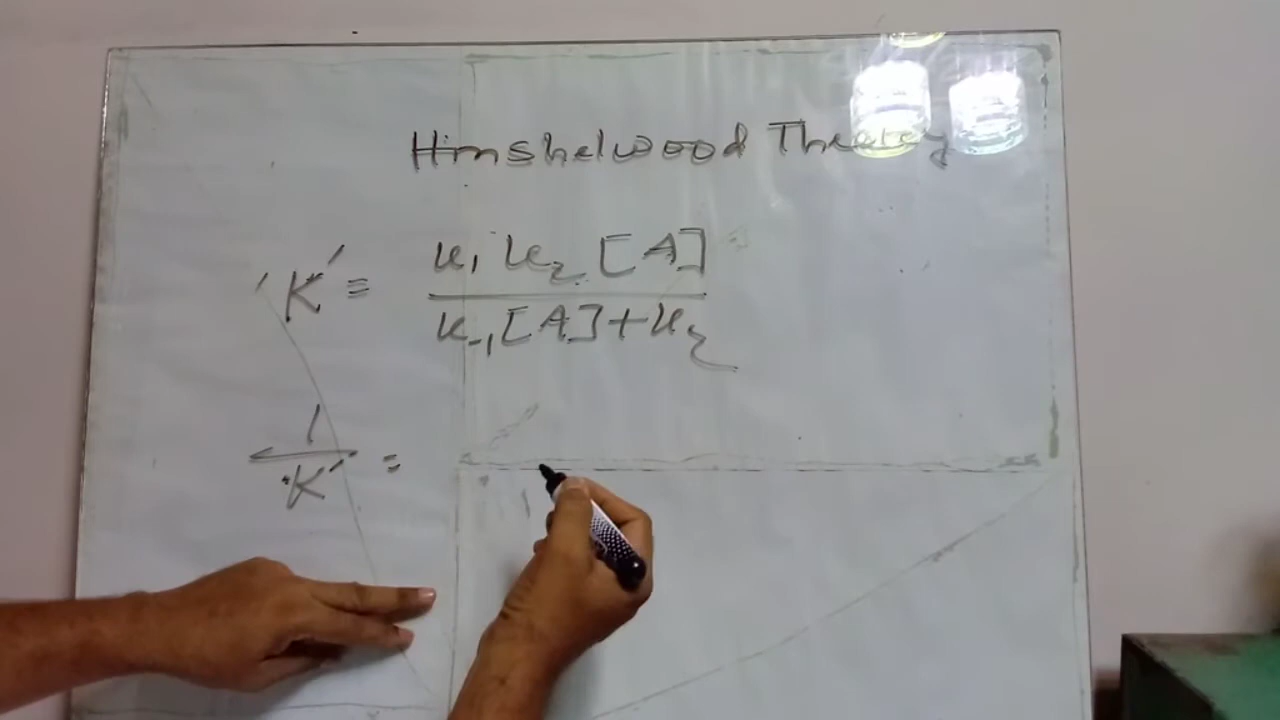 Hinshelwood Theory
K' = k₁ k₂ [A]
k₋₁[A]+k₂
1
K' =